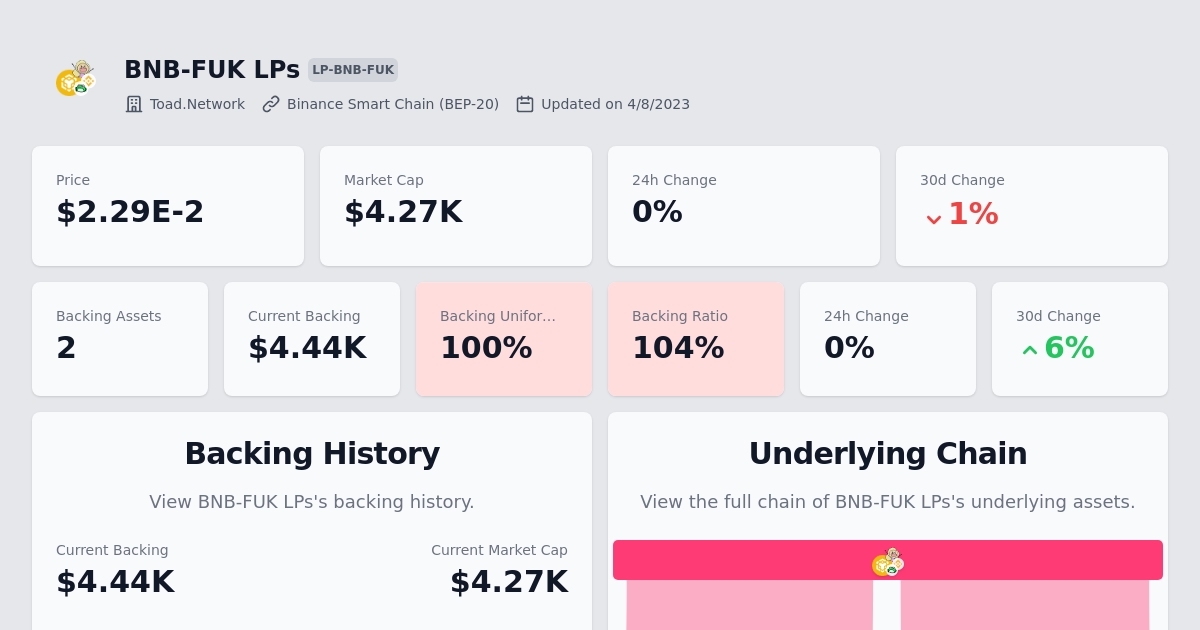 BNB-FUK LPs LP-BNB-FUK
Toad.Network Binance Smart Chain (BEP-20) Updated on 4/8/2023
Price
$2.29E-2
Market Cap
$4.27K
24h Change
0%
30d Change
1%
Backing Assets
2
Current Backing
$4.44K
Backing Unifor...
100%
Backing Ratio
104%
24h Change
0%
30d Change
6%
Backing History
View BNB-FUK LPs's backing history.
Current Backing
$4.44K
Current Market Cap
$4.27K
Underlying Chain
View the full chain of BNB-FUK LPs's underlying assets.